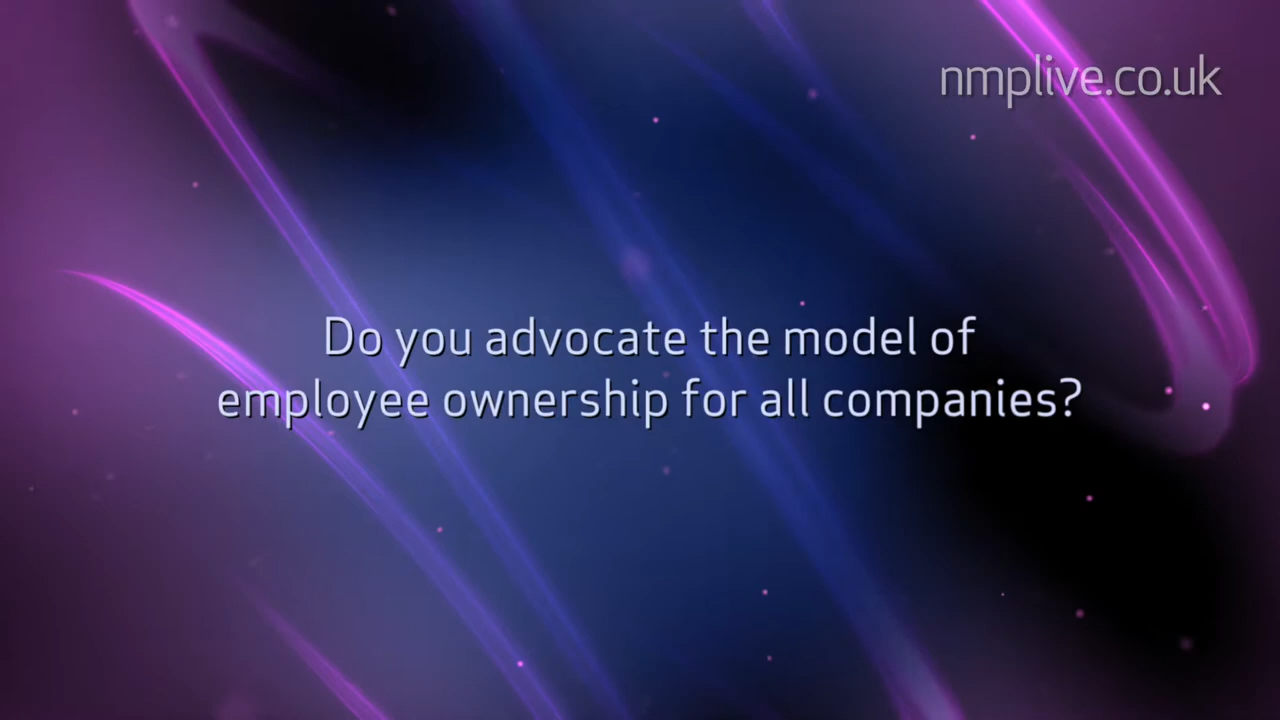 nmplive.co.uk
Do you advocate the model of
employee ownership for all companies?